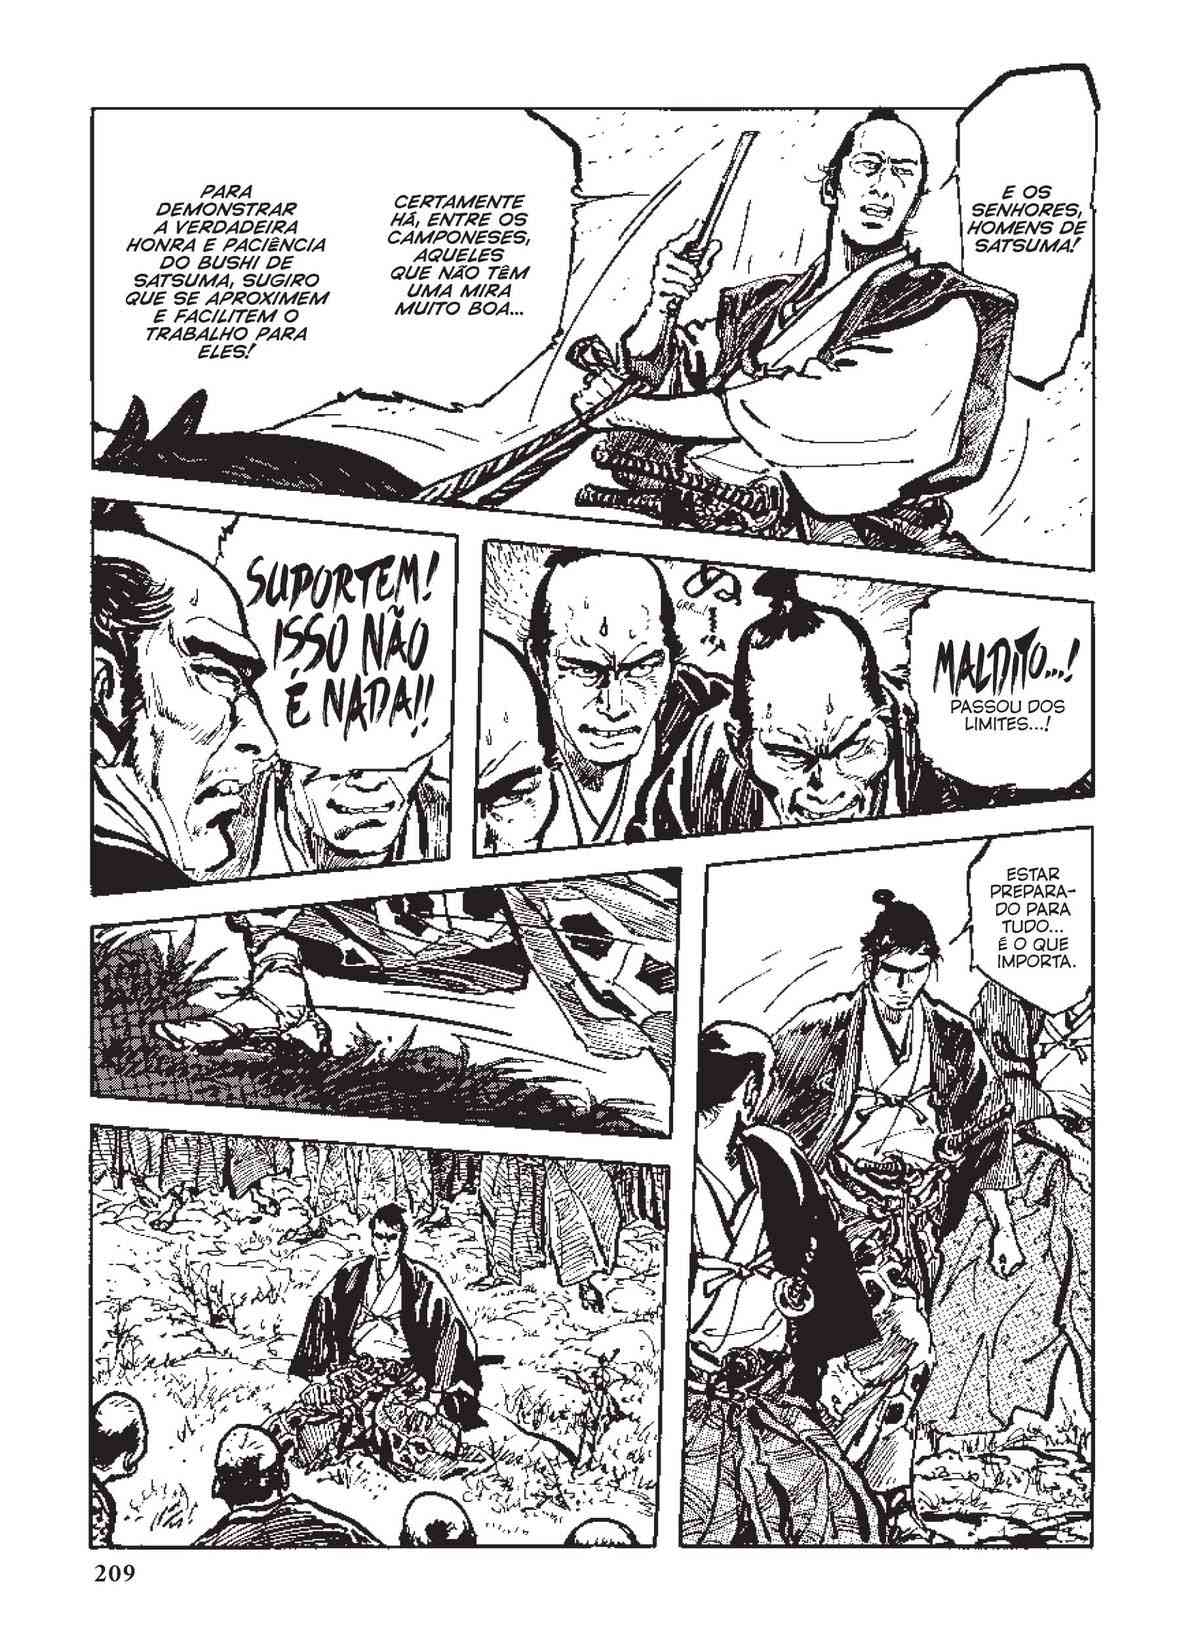 E OS
SENHORES,
HOMENS DE
SATSUMA!
CERTAMENTE
HÁ, ENTRE OS
CAMPONESES,
AQUELES
QUE NÃO TÊM
UMA MIRA
MUITO BOA...
PARA
DEMONSTRAR
A VERDADEIRA
HONRA E PACIÊNCIA
DO BUSHI DE
SATSUMA, SUGIRO
QUE SE APROXIMEM
E FACILITEM O
TRABALHO PARA
ELES!
MALDITO...!
PASSOU DOS
LIMITES...!
GRR...!
SUPORTEM!
ISSO NÃO
É NADA!!
ESTAR
PREPARA-
DO PARA
TUDO...
É O QUE
IMPORTA.
209